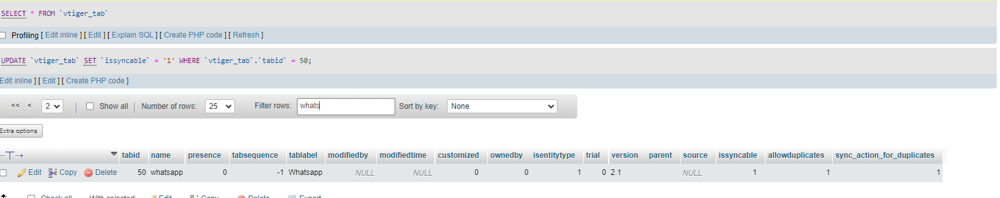 SELECT * FROM `vtiger_tab`
Profiling [ Edit inline ] [ Edit ] [ Explain SQL ] [ Create PHP code ] [ Refresh ]
UPDATE `vtiger_tab` SET `issyncable` = '1' WHERE `vtiger_tab`.`tabid` = 50;
Edit inline ] [ Edit ] [ Create PHP code ]
<< < 2 | Show all | Number of rows: 25 Filter rows: whats Sort by key: None
Extra options
←T→ tabid name presence tabsequence tablabel modifiedby modifiedtime customized ownedby isentitytype trial version parent source issyncable allowduplicates sync_action_for_duplicates
Edit Copy Delete 50 whatsapp 0 -1 Whatsapp NULL NULL 0 0 1 0 2.1 NULL 1 1 1
Check all With selected: Edit Copy Delete Export